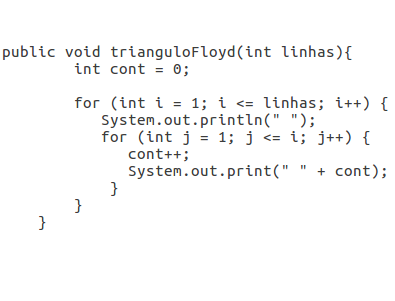 public void trianguloFloyd(int linhas){
        int cont = 0;

        for (int i = 1; i <= linhas; i++) {
           System.out.println(" ");
           for (int j = 1; j <= i; j++) {
              cont++;
              System.out.print(" " + cont);
            }
        }
    }